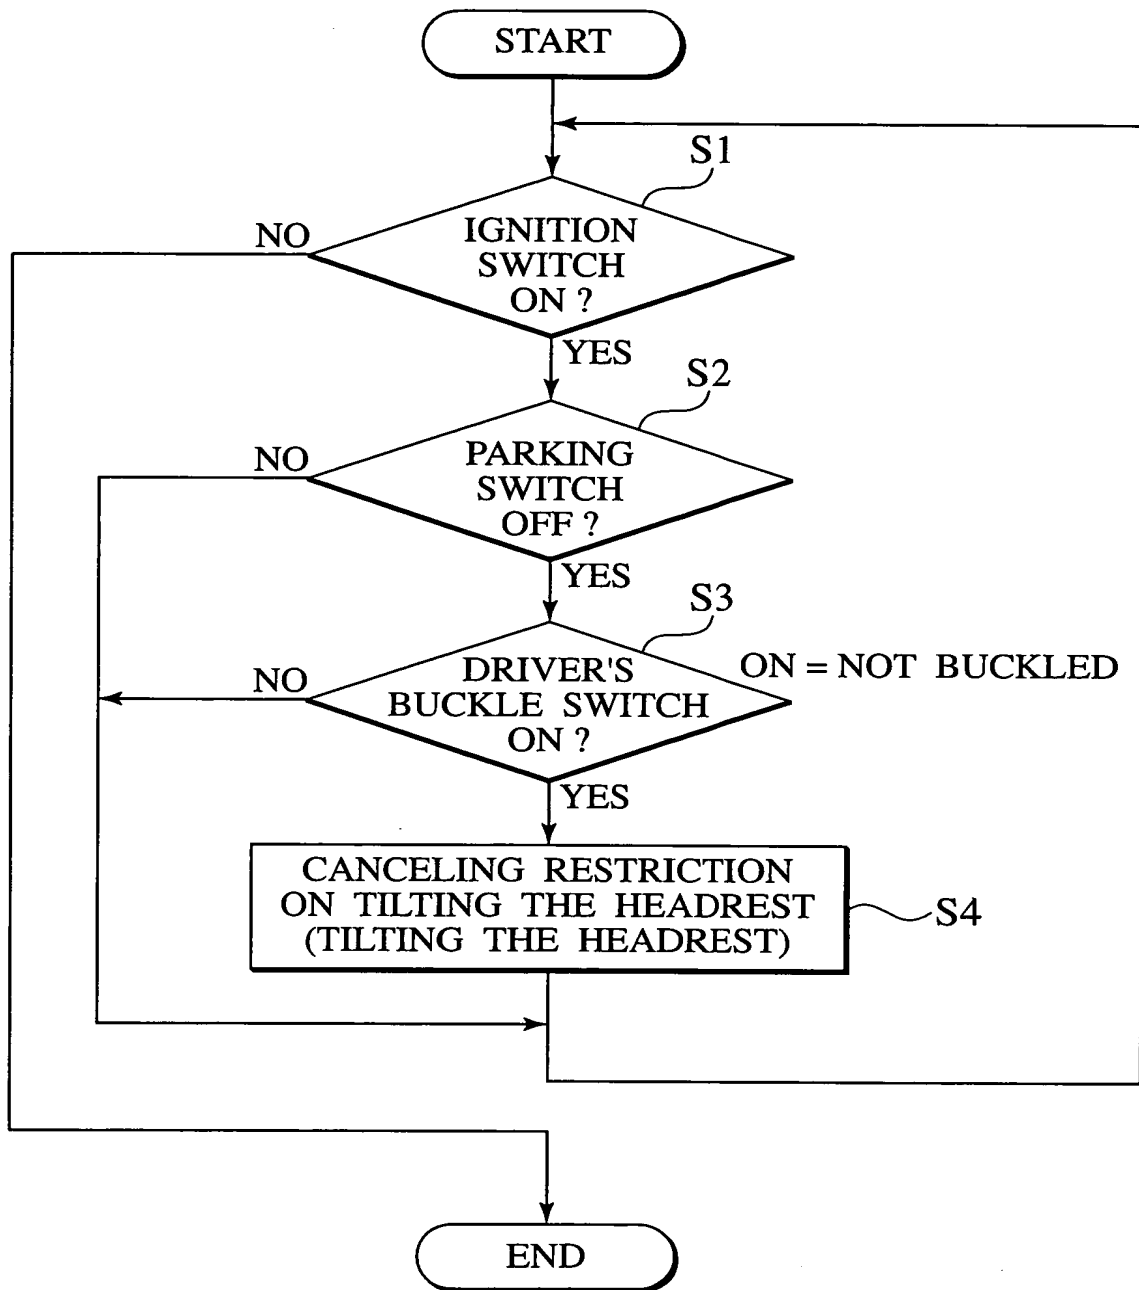 START
S1
IGNITION
SWITCH
ON ?
NO
YES
S2
PARKING
SWITCH
OFF ?
NO
YES
S3
DRIVER'S
BUCKLE SWITCH
ON ?
ON = NOT BUCKLED
NO
YES
CANCELING RESTRICTION
ON TILTING THE HEADREST
(TILTING THE HEADREST)
S4
END